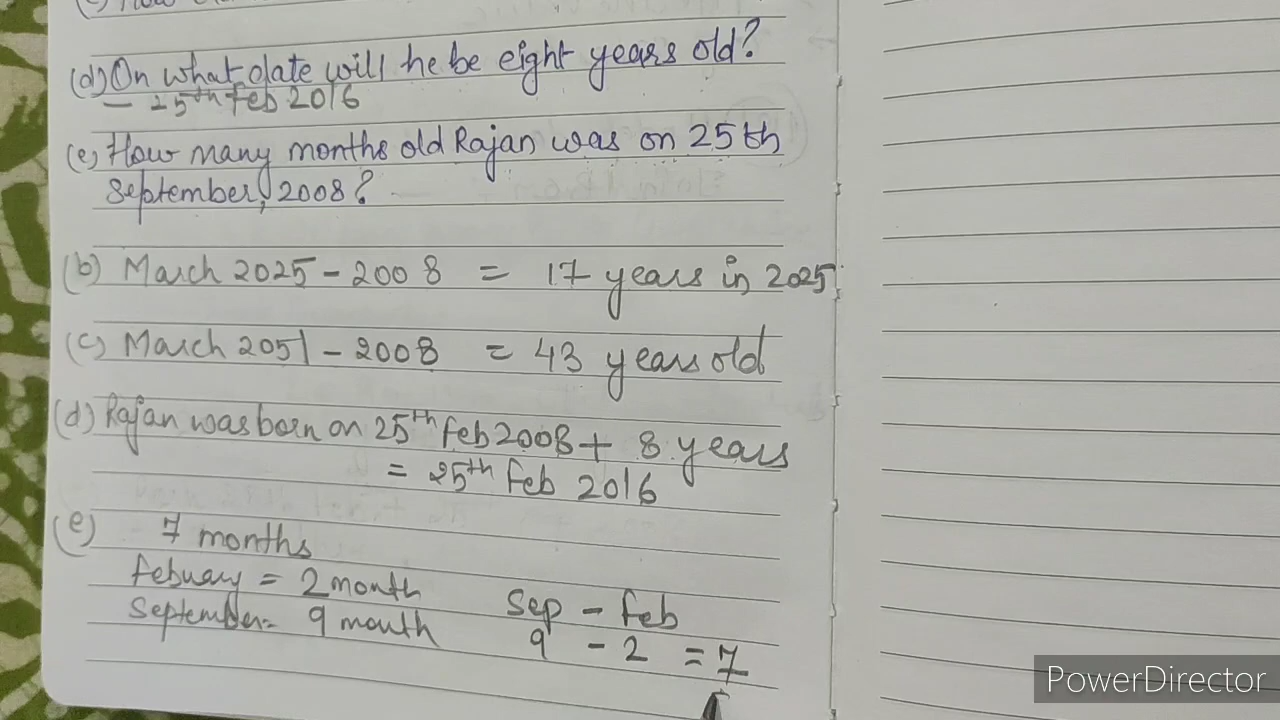 (d) On what date will he be eight years old?
- 25th Feb 2016
(e) How many months old Rajan was on 25th
September, 2008?
(b) March 2025 - 2008 = 17 years in 2025
(c) March 2051 - 2008 = 43 years old
(d) Rajan was born on 25th Feb 2008 + 8 years
= 25th Feb 2016
(e) 7 months
Febuary = 2 month
September = 9 month
Sep - Feb
9 - 2 = 7
PowerDirector